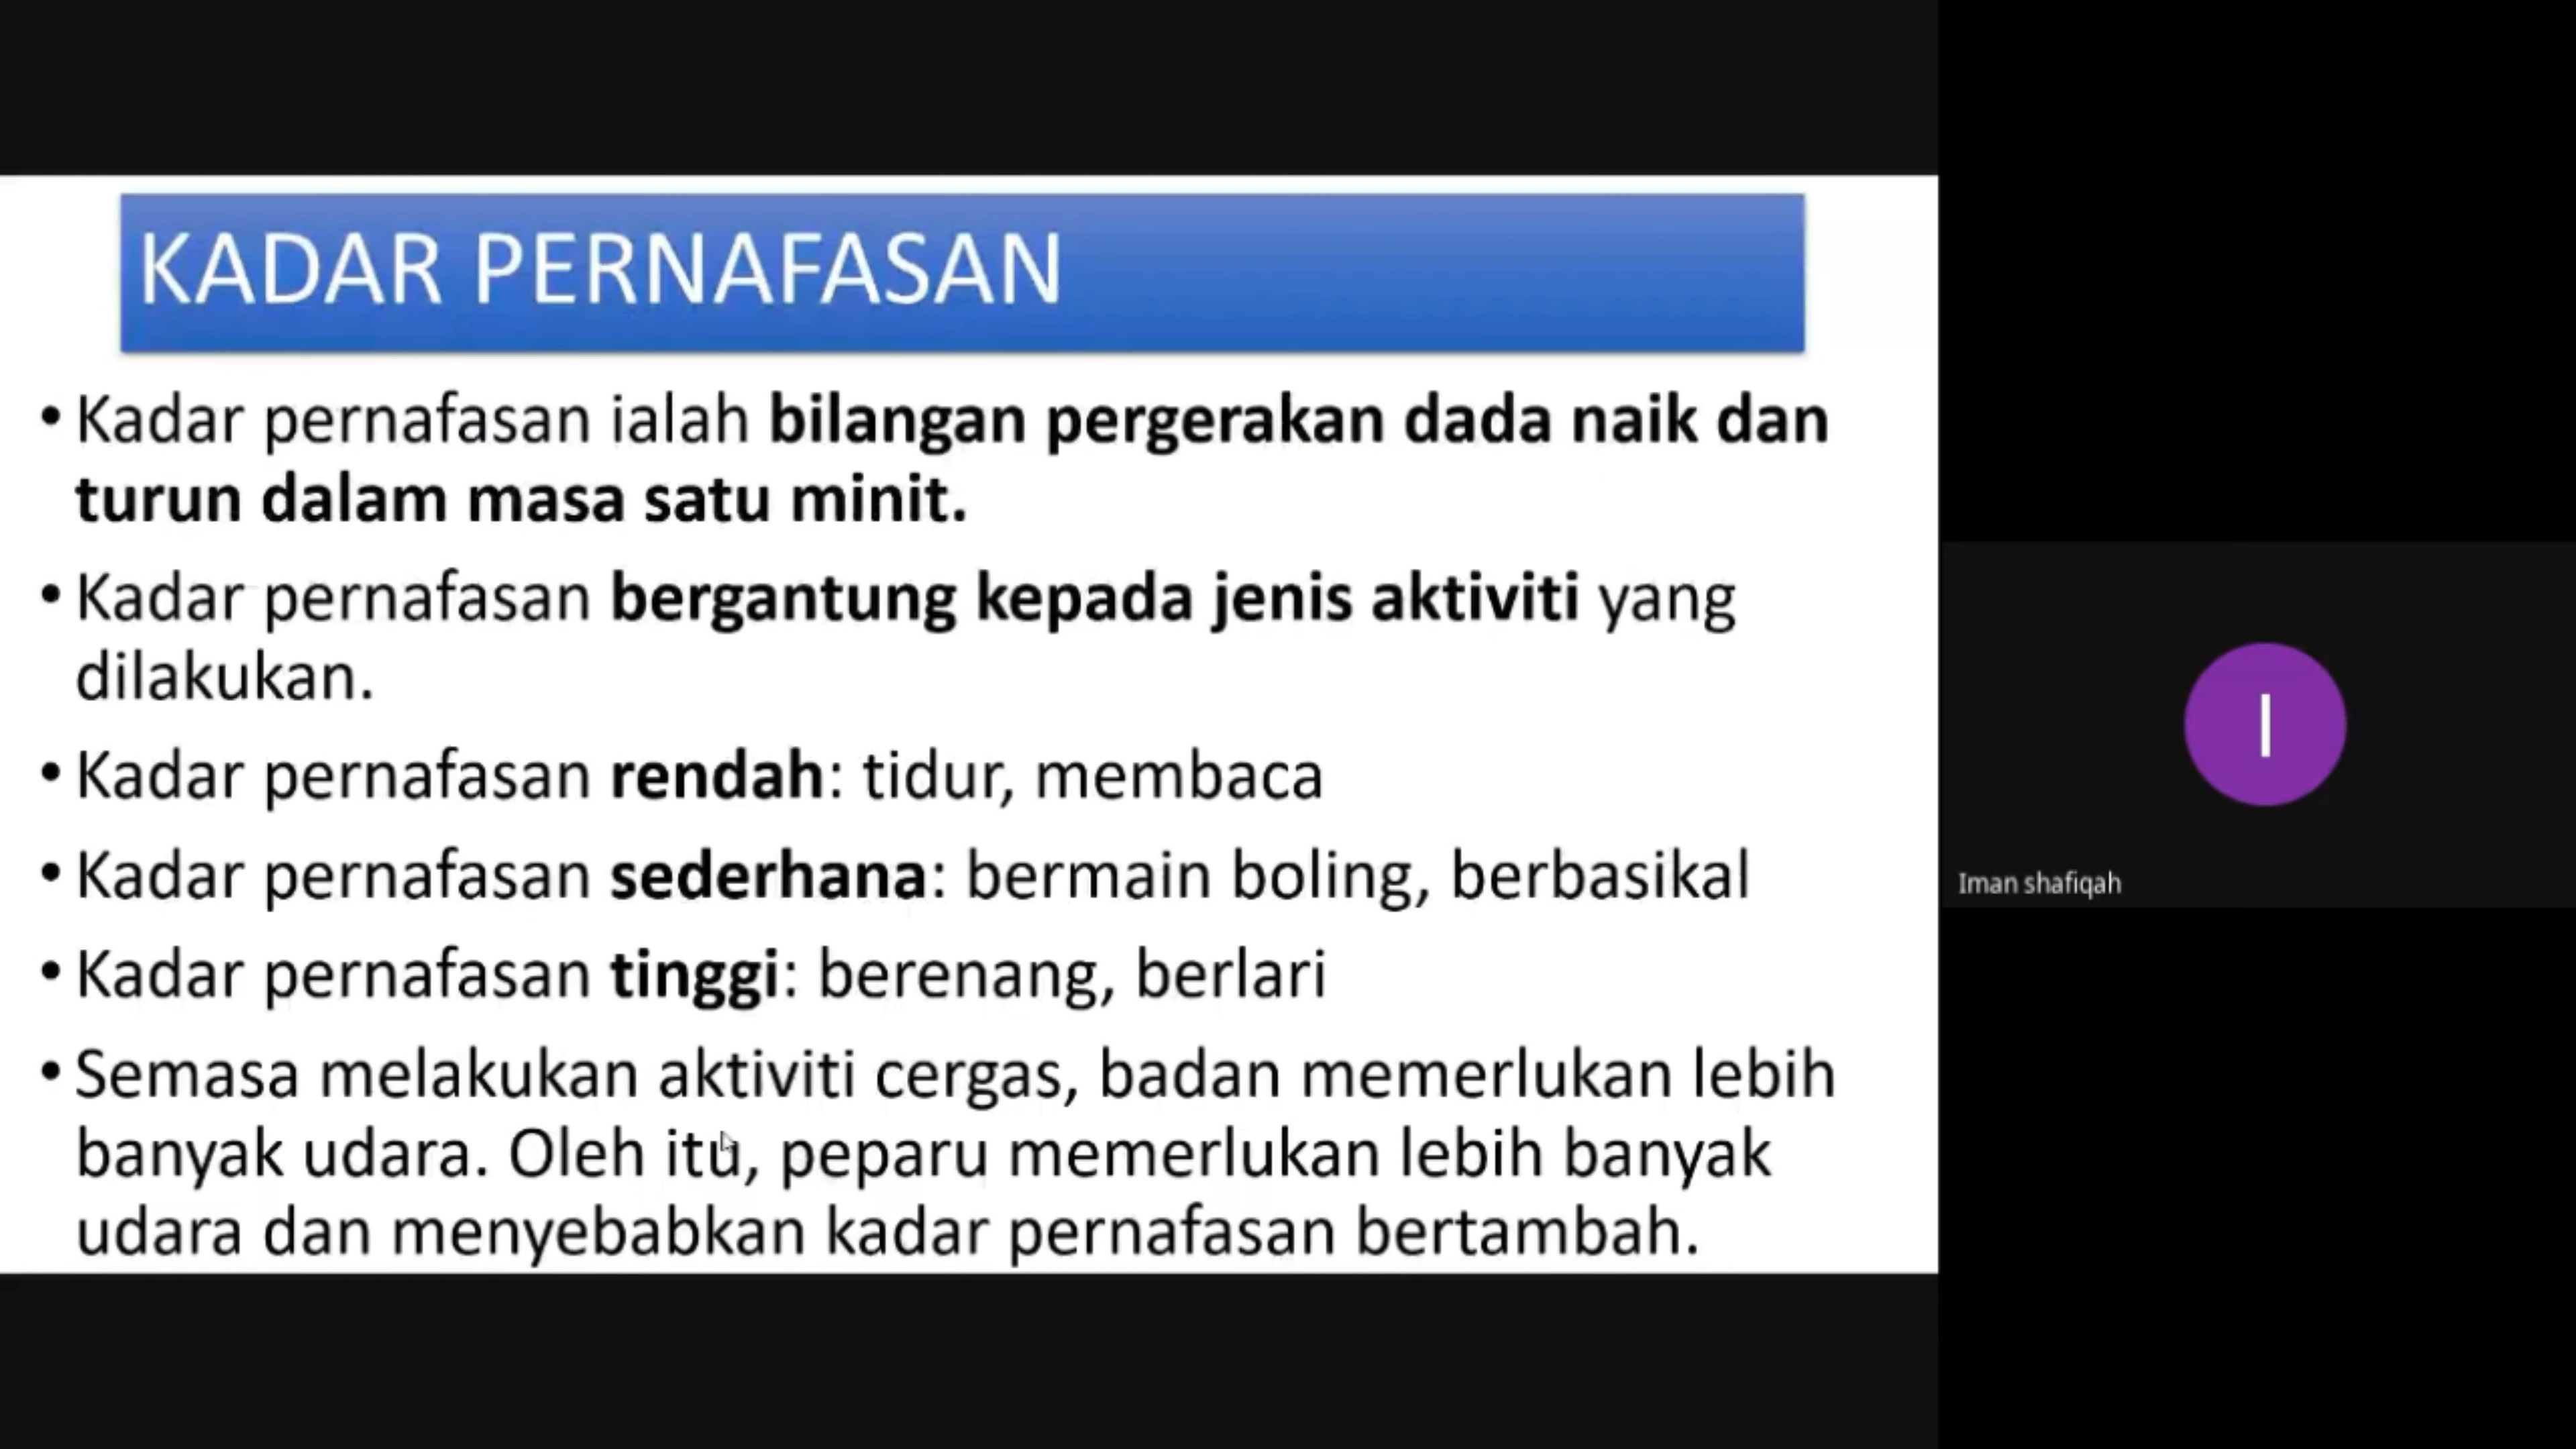 KADAR PERNAFASAN
• Kadar pernafasan ialah bilangan pergerakan dada naik dan
turun dalam masa satu minit.
• Kadar pernafasan bergantung kepada jenis aktiviti yang
dilakukan.
• Kadar pernafasan rendah: tidur, membaca
• Kadar pernafasan sederhana: bermain boling, berbasikal
• Kadar pernafasan tinggi: berenang, berlari
• Semasa melakukan aktiviti cergas, badan memerlukan lebih
banyak udara. Oleh itu, peparu memerlukan lebih banyak
udara dan menyebabkan kadar pernafasan bertambah.
I
Iman shafiqah